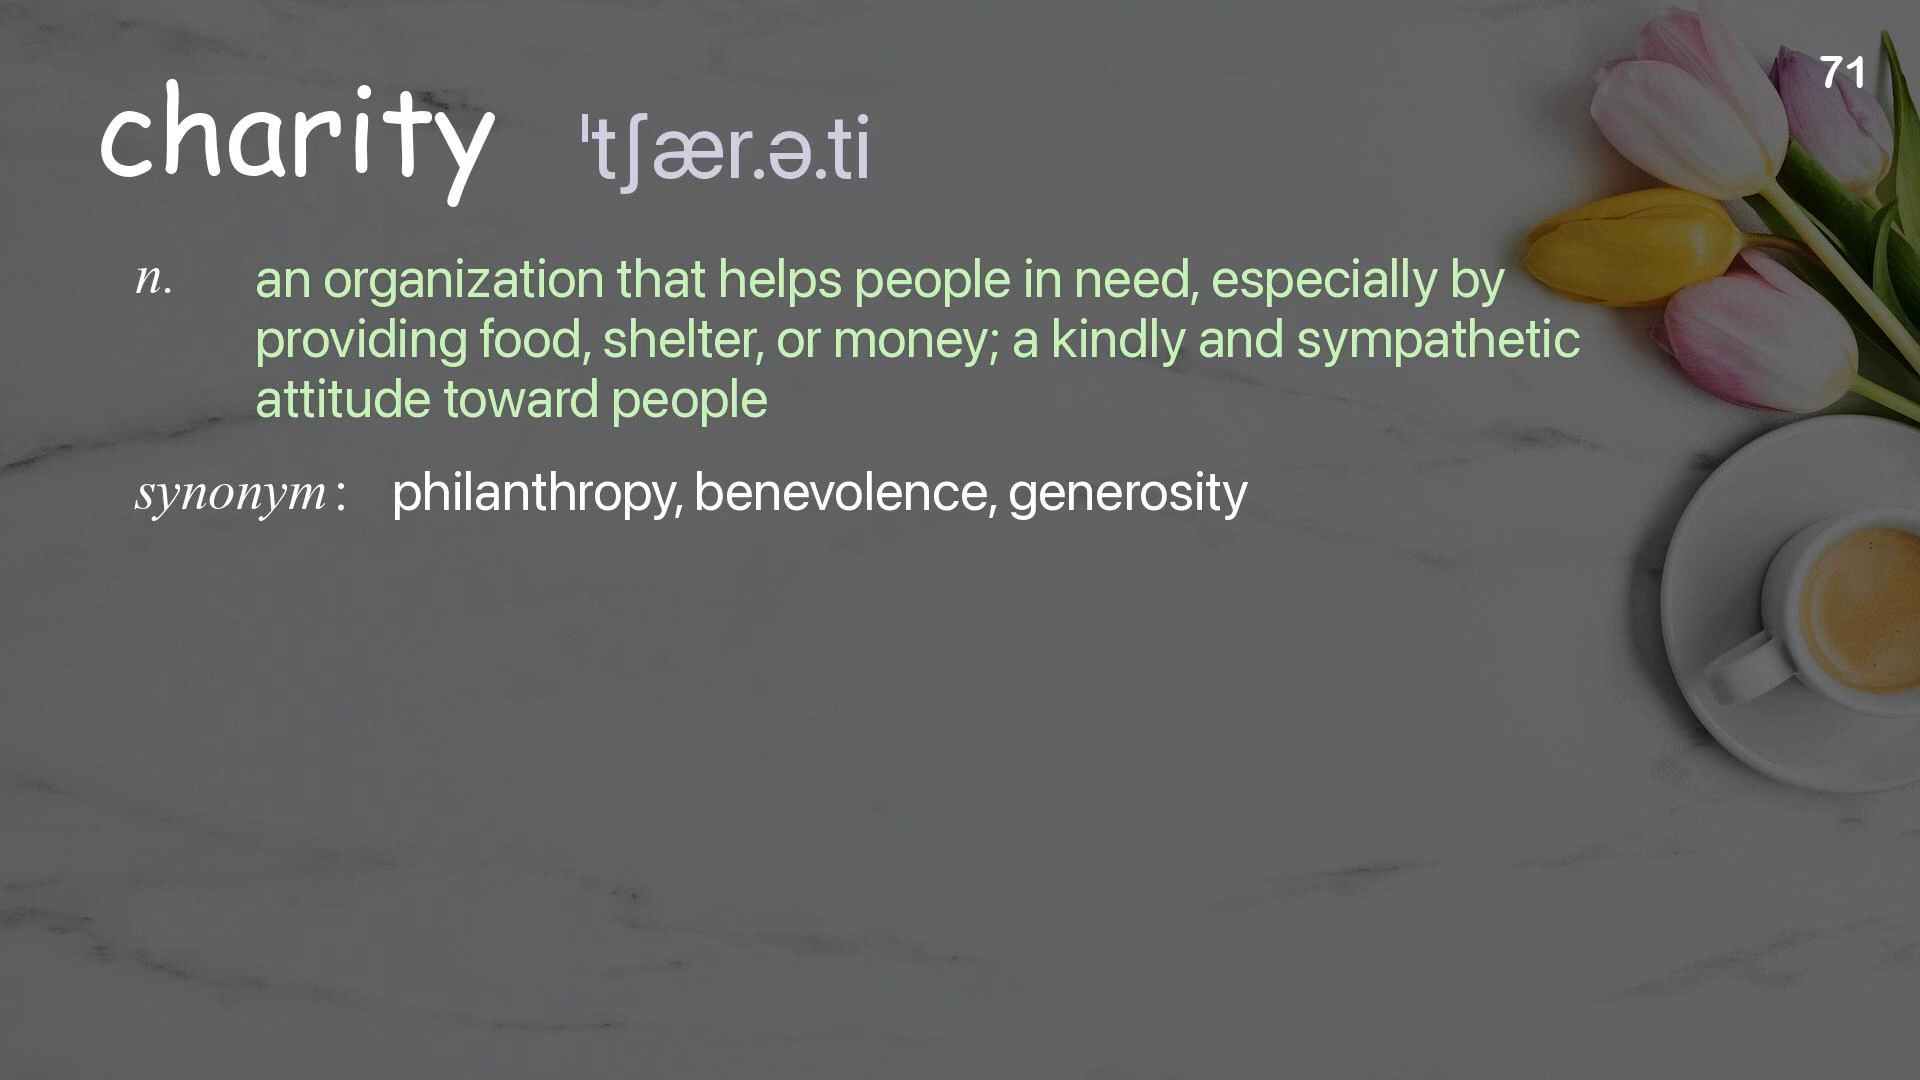 71
charity ˈtʃær.ə.ti
n. an organization that helps people in need, especially by
providing food, shelter, or money; a kindly and sympathetic
attitude toward people
synonym : philanthropy, benevolence, generosity